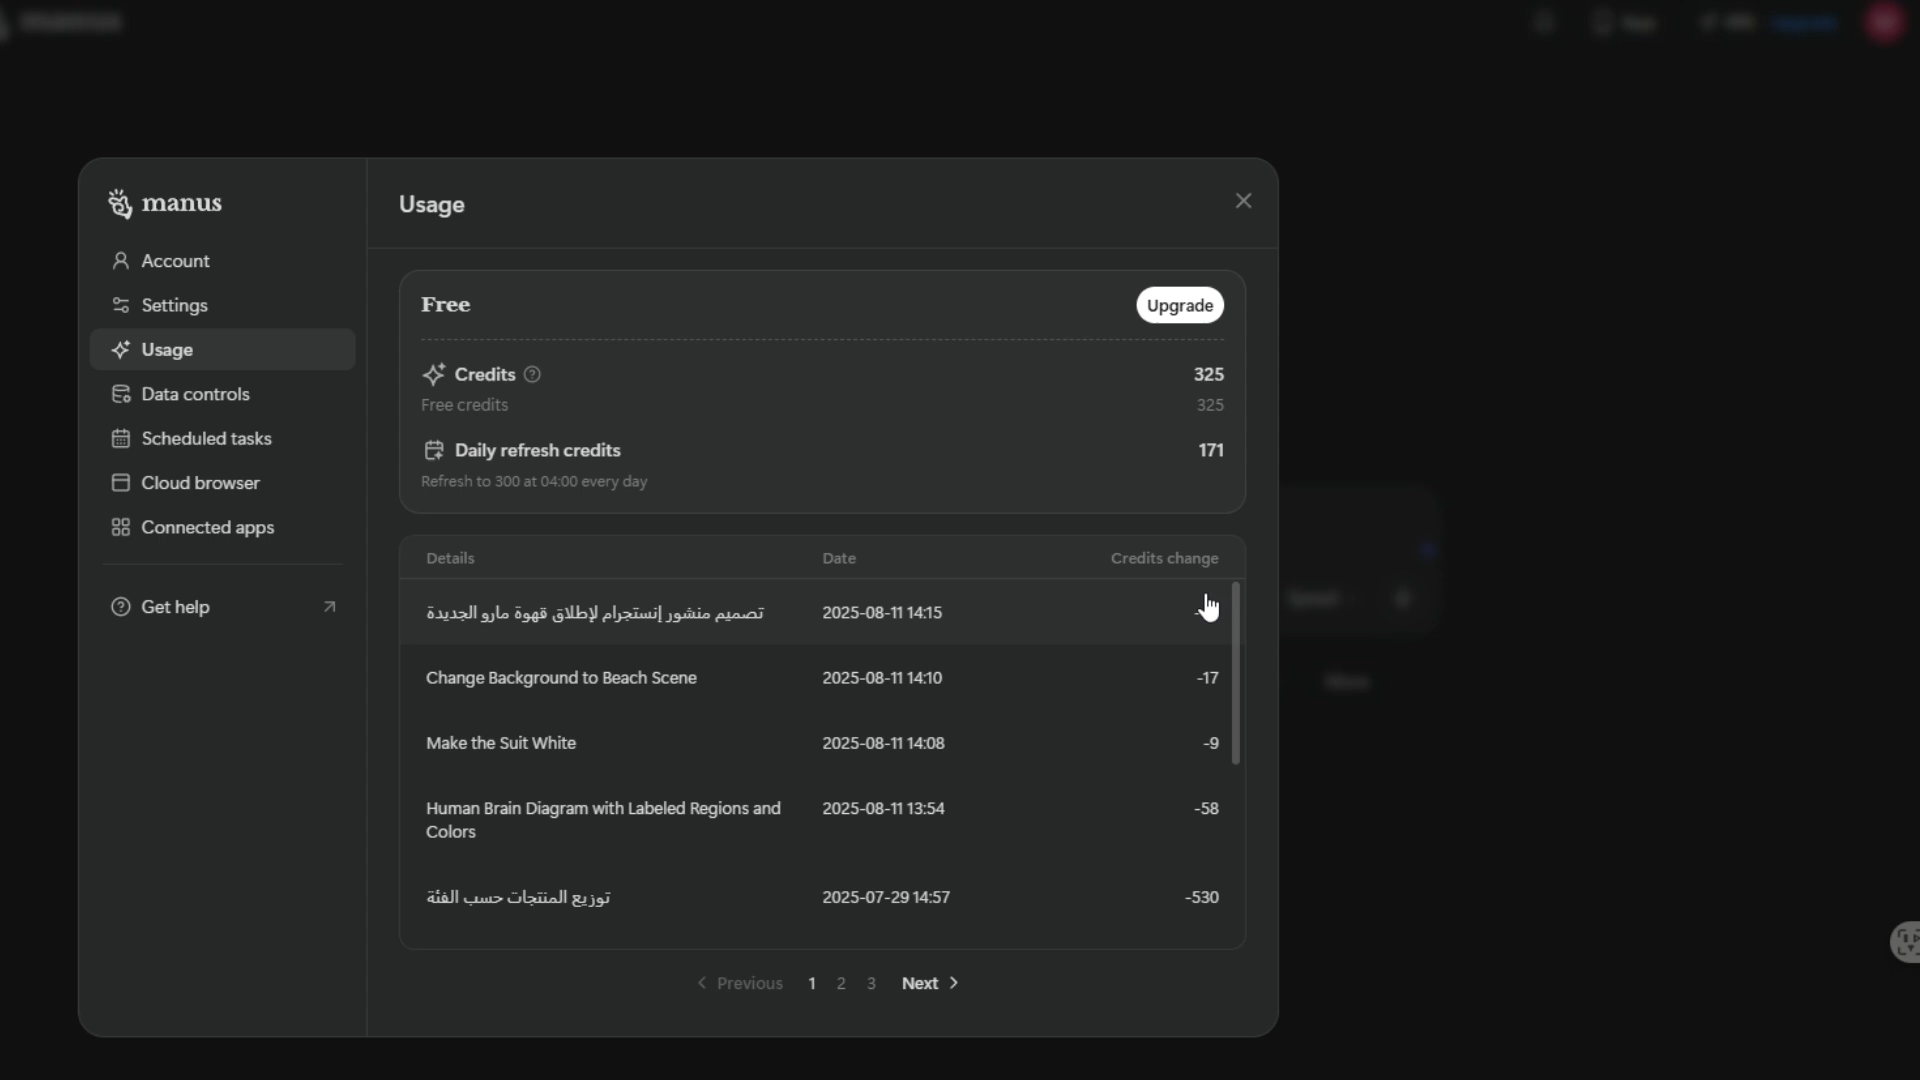 manus
Account
Settings
Usage
Data controls
Scheduled tasks
Cloud browser
Connected apps
Get help
Usage
Free
Upgrade
Credits
325
Free credits
325
Daily refresh credits
171
Refresh to 300 at 04:00 every day
Details Date Credits change
تصميم منشور إنستجرام لإطلاق قهوة مارو الجديدة 2025-08-11 14:15
Change Background to Beach Scene 2025-08-11 14:10 -17
Make the Suit White 2025-08-11 14:08 -9
Human Brain Diagram with Labeled Regions and 2025-08-11 13:54 -58
Colors
توزيع المنتجات حسب الفئة 2025-07-29 14:57 -530
Previous 1 2 3 Next